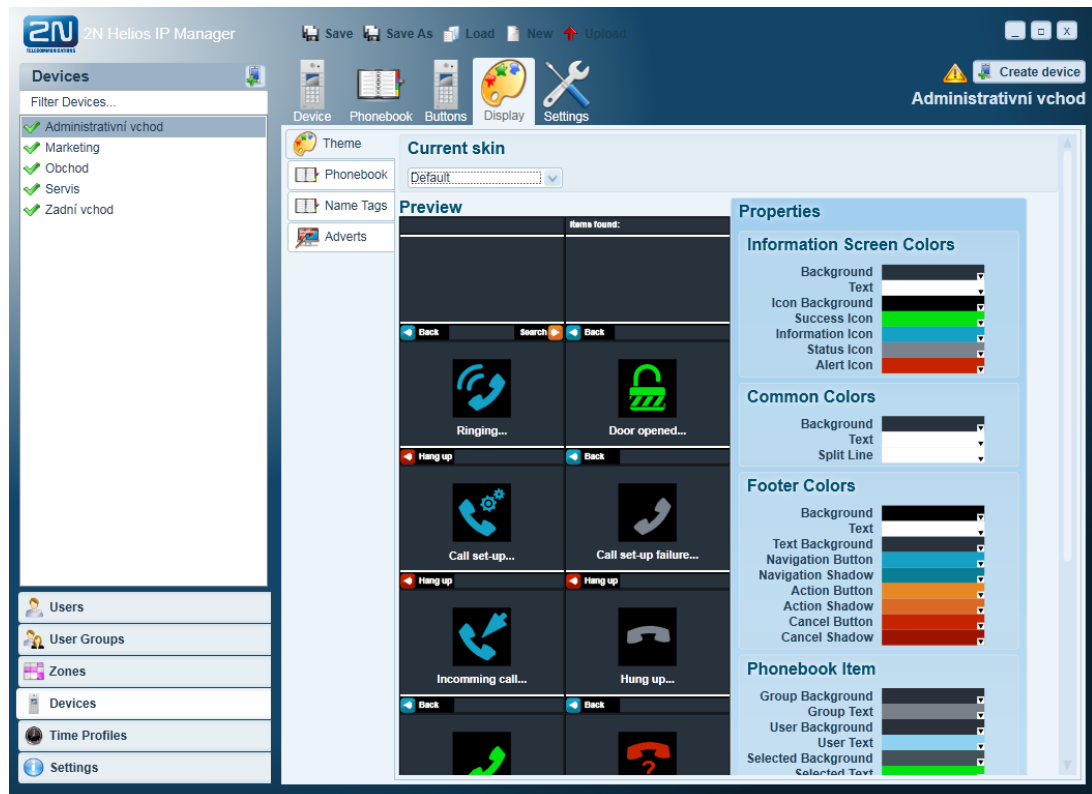 2N 2N Helios IP Manager
TELECOMMUNICATIONS
Save Save As Load New Upload
Devices
Filter Devices...
Administrativní vchod
Marketing
Obchod
Servis
Zadní vchod
Users
User Groups
Zones
Devices
Time Profiles
Settings
Device Phonebook Buttons Display Settings
Create device
Administrativní vchod
Theme
Phonebook
Name Tags
Adverts
Current skin
Default
Preview
Items found:
Back Search Back
Ringing... Door opened...
Hang up Back
Call set-up... Call set-up failure...
Hang up Hang up
Incomming call... Hung up...
Back Back
?
Properties
Information Screen Colors
Background
Text
Icon Background
Success Icon
Information Icon
Status Icon
Alert Icon
Common Colors
Background
Text
Split Line
Footer Colors
Background
Text
Text Background
Navigation Button
Navigation Shadow
Action Button
Action Shadow
Cancel Button
Cancel Shadow
Phonebook Item
Group Background
Group Text
User Background
User Text
Selected Background
Selected Text